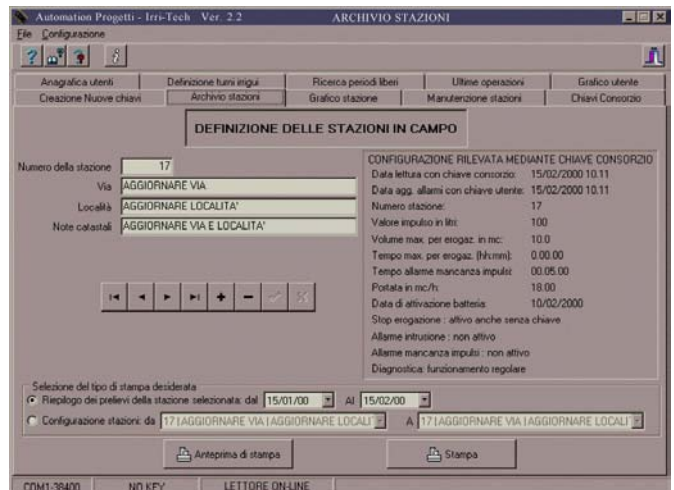 Automation Progetti - Irri-Tech Ver. 2.2 ARCHIVIO STAZIONI
File Configurazione
Anagrafica utenti Definizione turni irrigui Ricerca periodi liberi Ultime operazioni Grafico utente
Creazione Nuove chiavi Archivio stazioni Grafico stazione Manutenzione stazioni Chiavi Consorzio
DEFINIZIONE DELLE STAZIONI IN CAMPO
Numero della stazione 17
Via AGGIORNARE VIA
Località AGGIORNARE LOCALITA'
Note catastali AGGIORNARE VIA E LOCALITA'
CONFIGURAZIONE RILEVATA MEDIANTE CHIAVE CONSORZIO
Data lettura con chiave consorzio: 15/02/2000 10.11
Data agg. allarmi con chiave utente: 15/02/2000 10.11
Numero stazione: 17
Valore impulso in litri: 100
Volume max. per erogaz. in mc: 10.0
Tempo max. per erogaz. (hh:mm): 0.00.00
Tempo allarme mancanza impulsi: 00.05.00
Portata in mc/h: 18.00
Data di attivazione batteria: 10/02/2000
Stop erogazione : attivo anche senza chiave
Allarme intrusione : non attivo
Allarme mancanza impulsi : non attivo
Diagnostica: funzionamento regolare
Selezione del tipo di stampa desiderata
Riepilogo dei prelievi della stazione selezionata: dal 15/01/00 Al 15/02/00
Configurazione stazioni: da 17 | AGGIORNARE VIA | AGGIORNARE LOCALI A 17 | AGGIORNARE VIA | AGGIORNARE LOCALI
Anteprima di stampa Stampa
COM1-38400 NO KEY LETTORE ON-LINE